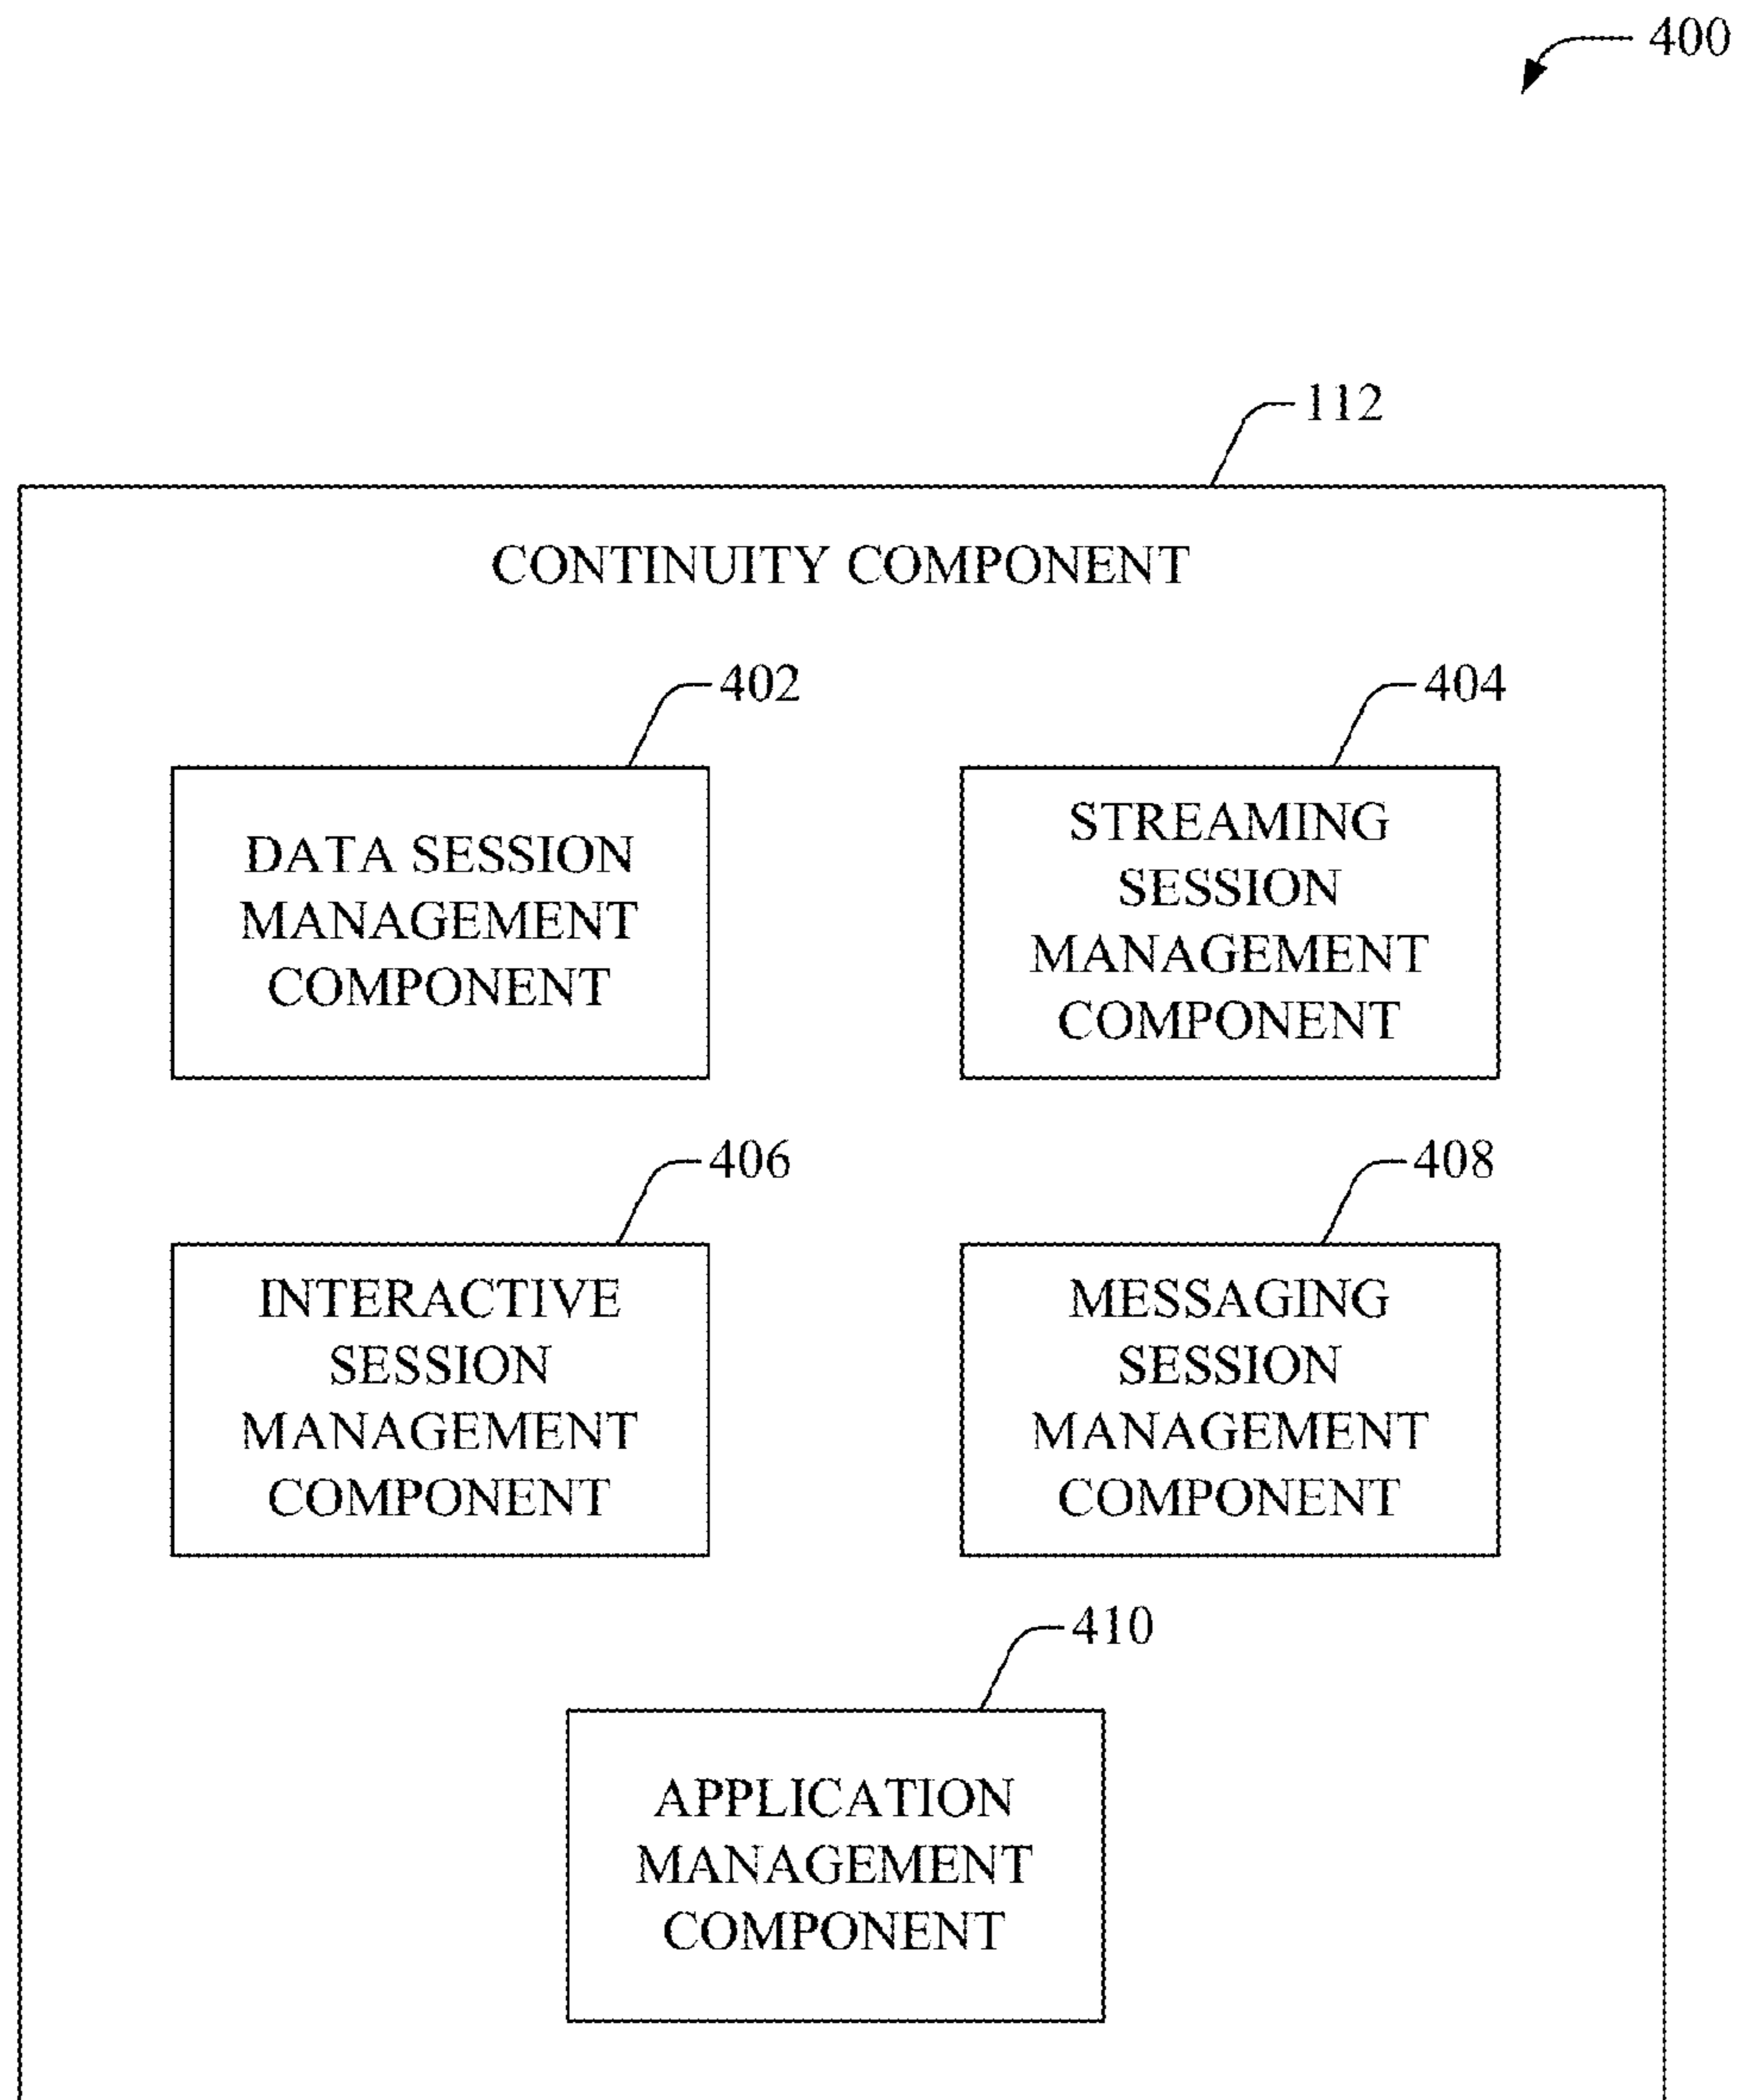 400
112
CONTINUITY COMPONENT
402
404
DATA SESSION
MANAGEMENT
COMPONENT
STREAMING
SESSION
MANAGEMENT
COMPONENT
406
408
INTERACTIVE
SESSION
MANAGEMENT
COMPONENT
MESSAGING
SESSION
MANAGEMENT
COMPONENT
410
APPLICATION
MANAGEMENT
COMPONENT